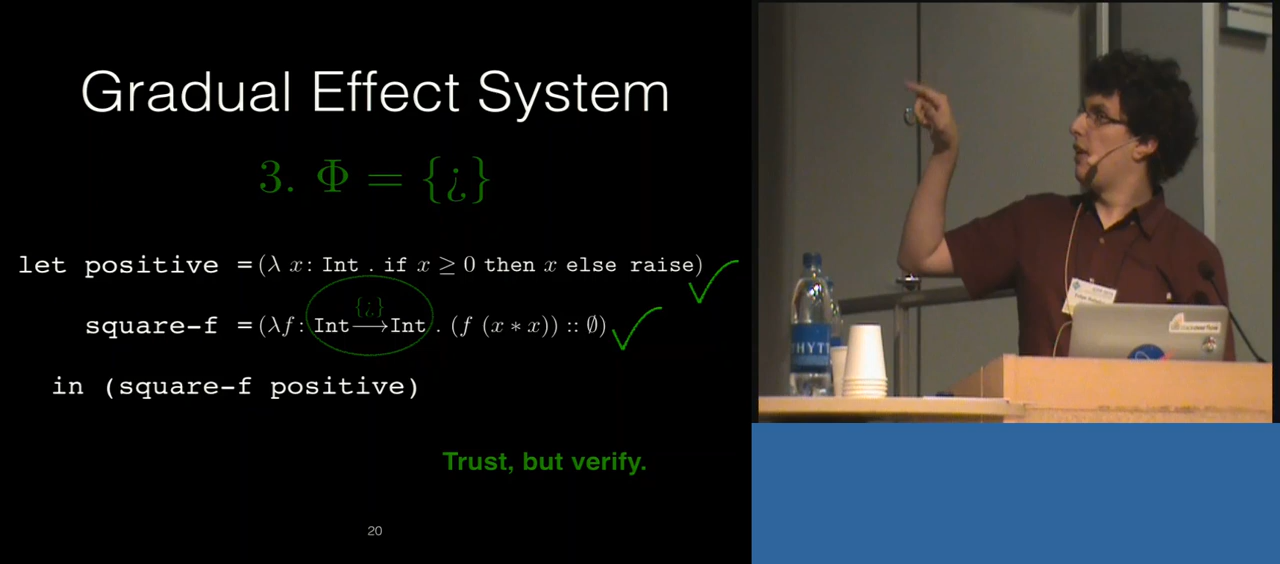 Gradual Effect System
3. Φ = {¿}
let positive = (λ x: Int . if x ≥ 0 then x else raise)
{¿}
square-f = (λf: Int⟶Int . (f (x ∗ x)) :: ∅)
in (square-f positive)
Trust, but verify.
20
PHYTT